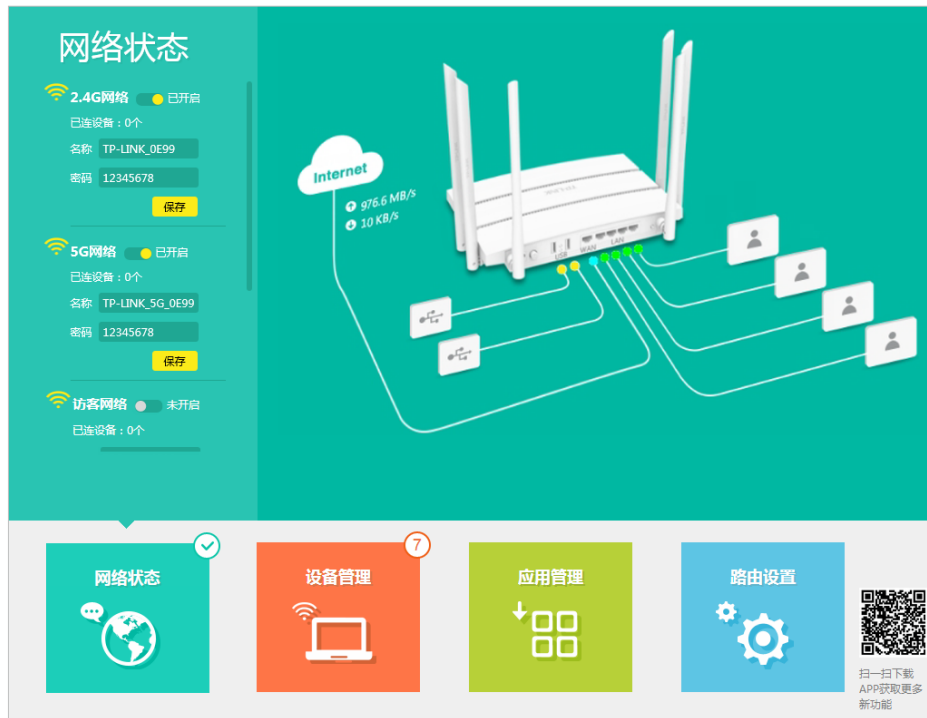 网络状态
2.4G网络 已开启
已连设备：0个
名称 TP-LINK_0E99
密码 12345678
保存
5G网络 已开启
已连设备：0个
名称 TP-LINK_5G_0E99
密码 12345678
保存
访客网络 未开启
已连设备：0个
Internet
976.6 MB/s
10 KB/s
USB WAN LAN
网络状态
设备管理
7
应用管理
路由设置
扫一扫下载
APP获取更多
新功能